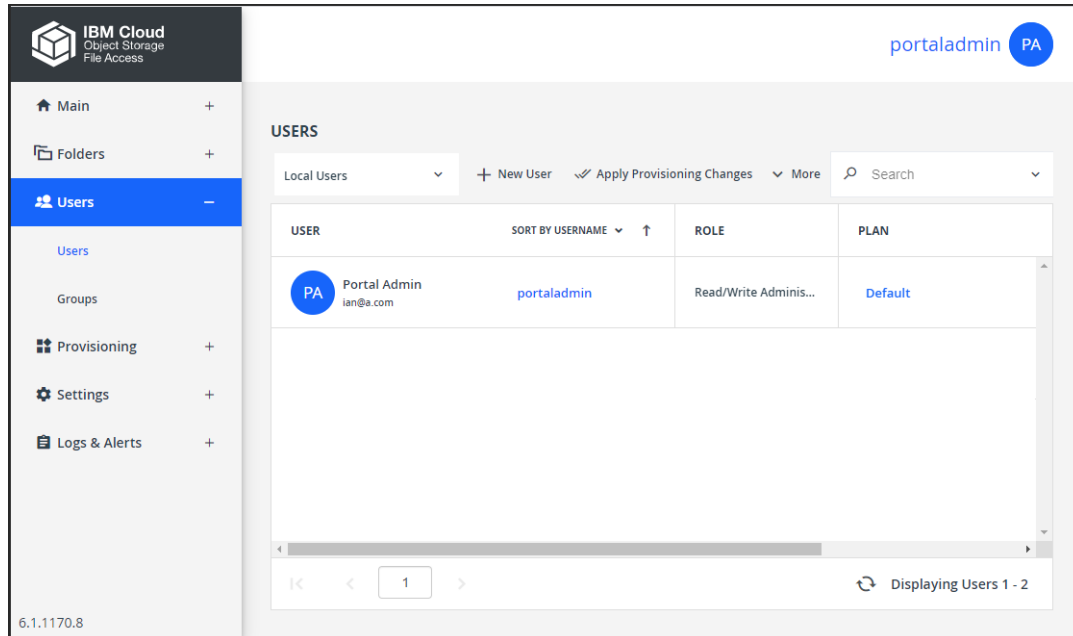 IBM Cloud
Object Storage
File Access
portaladmin PA
Main +
Folders +
Users −
Users
Groups
Provisioning +
Settings +
Logs & Alerts +
6.1.1170.8
USERS
Local Users + New User Apply Provisioning Changes More Search
USER SORT BY USERNAME ↑ ROLE PLAN
PA Portal Admin portaladmin Read/Write Adminis... Default
ian@a.com
1 Displaying Users 1 - 2